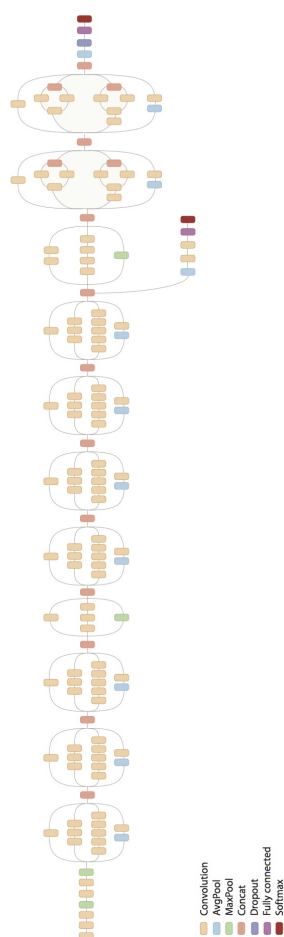 Convolution
AvgPool
MaxPool
Concat
Dropout
Fully connected
Softmax